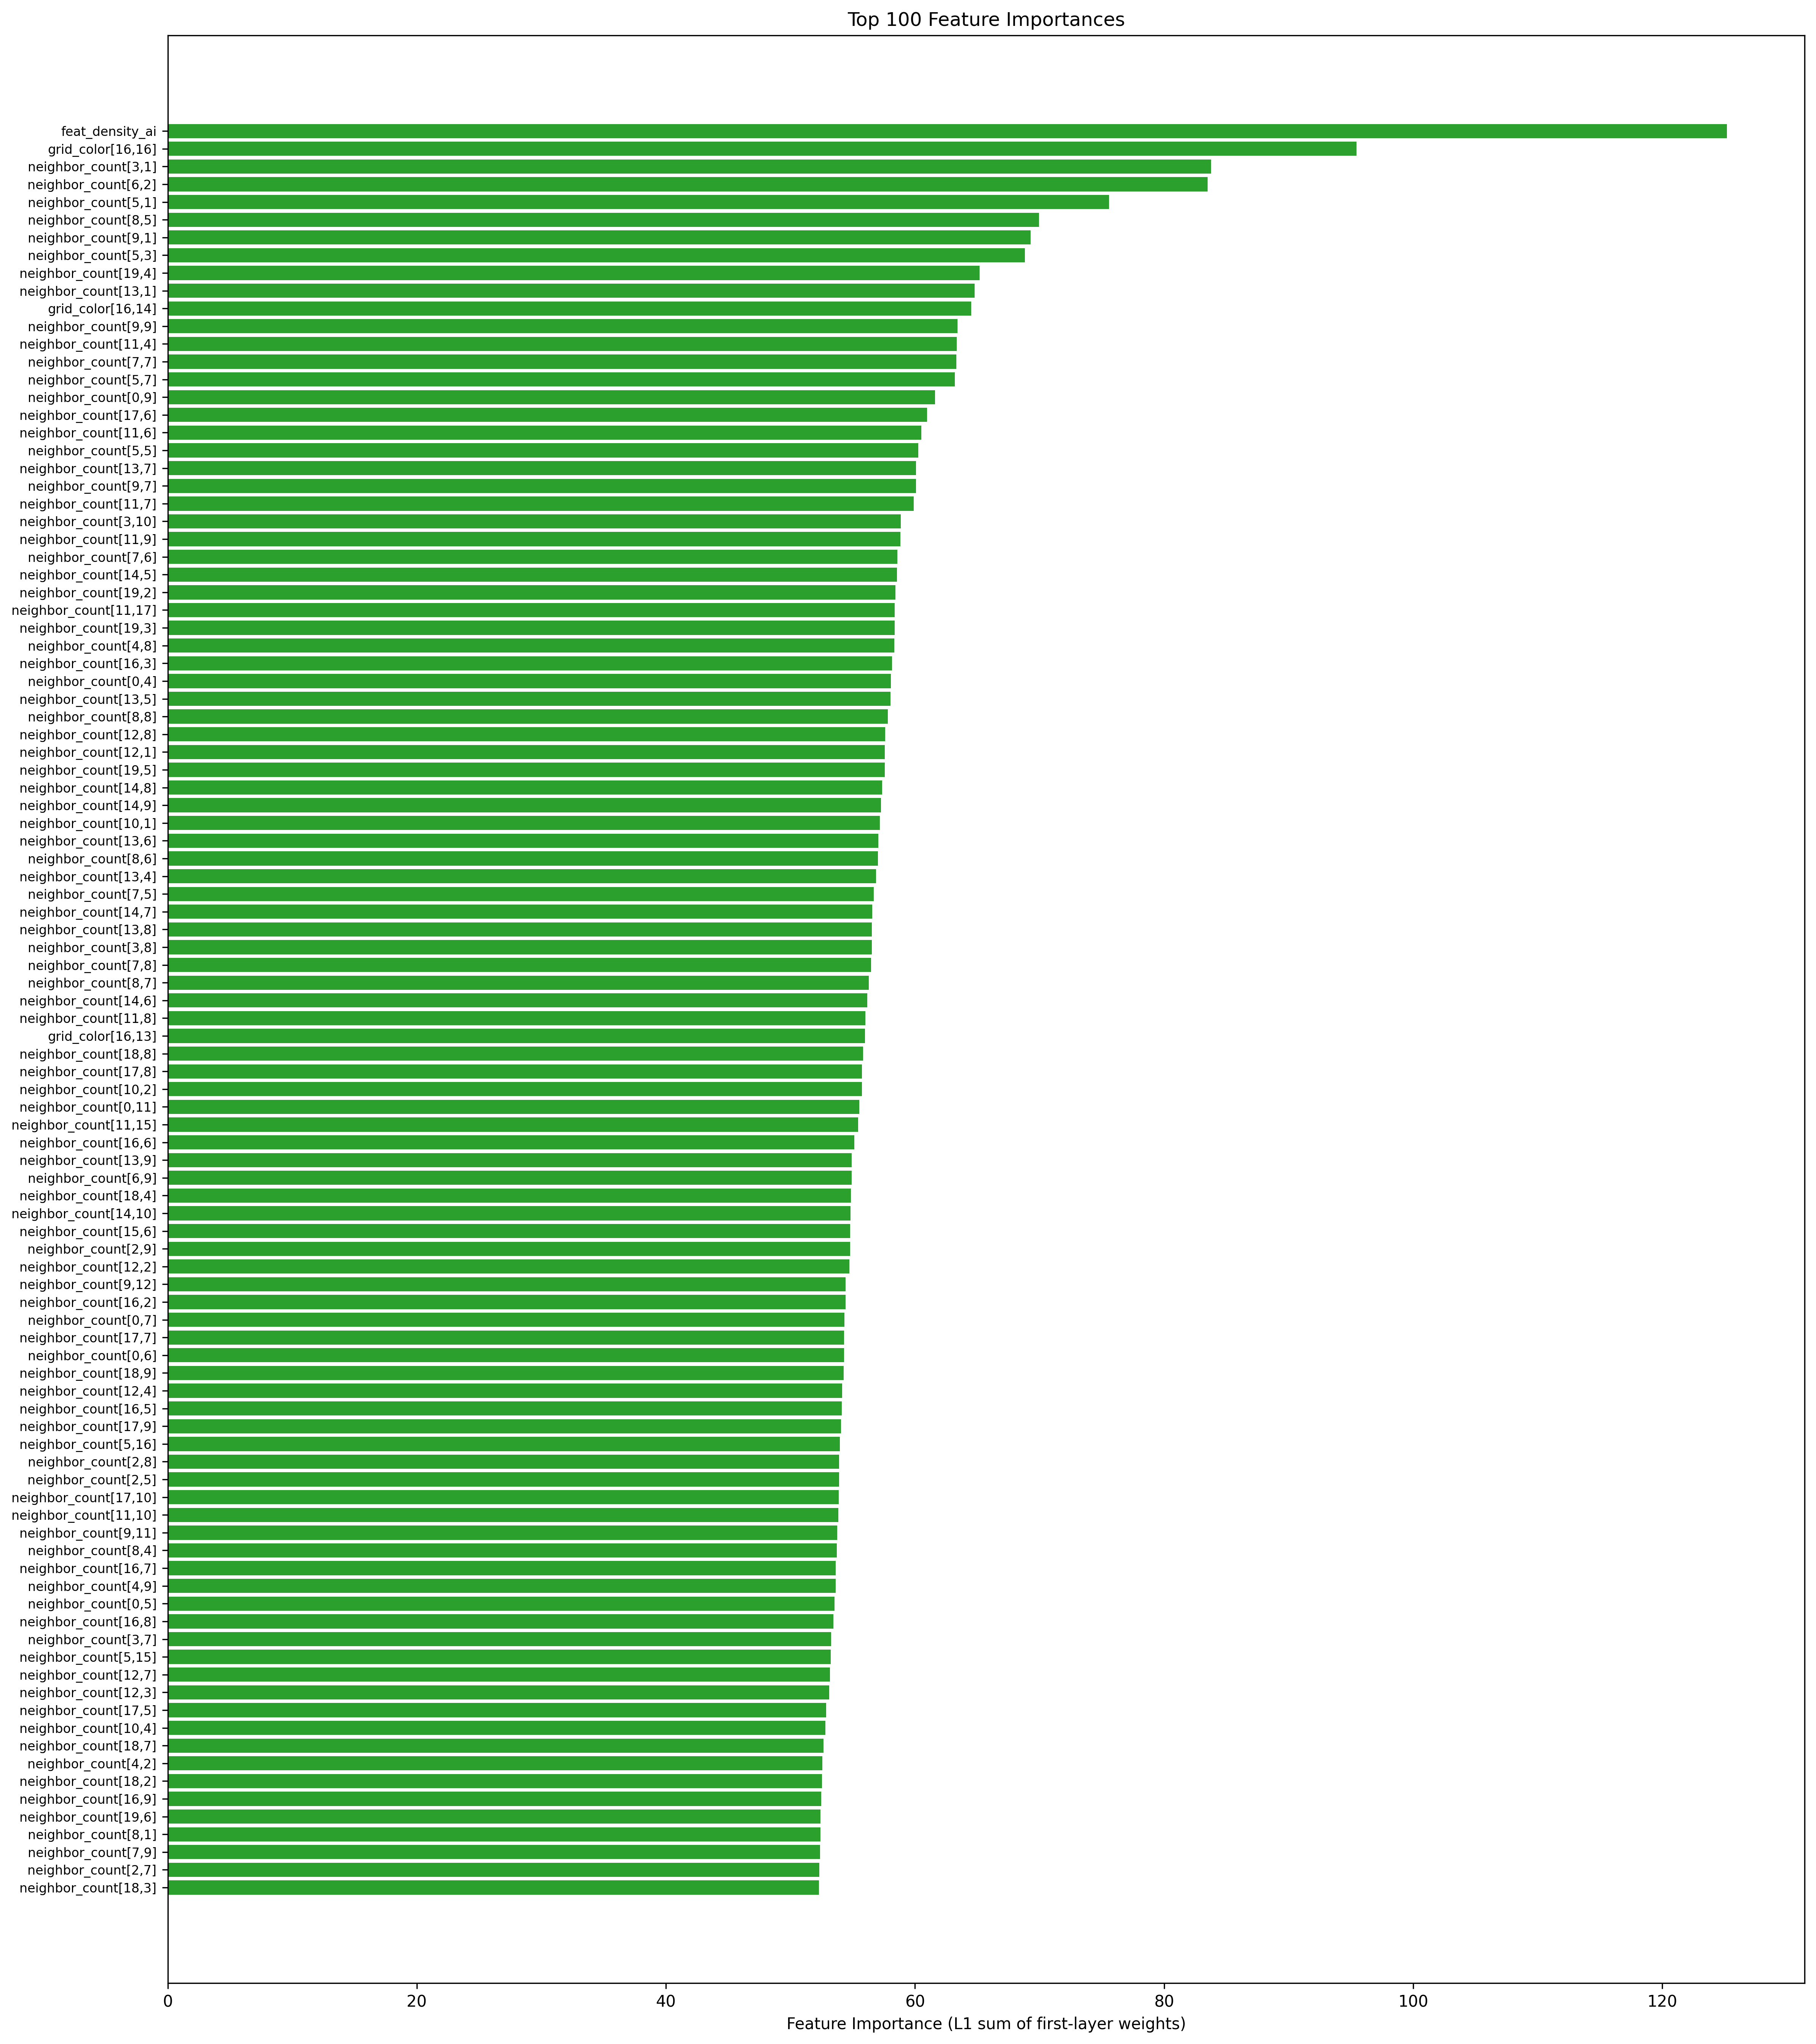 Top 100 Feature Importances
feat_density_ai
grid_color[16,16]
neighbor_count[3,1]
neighbor_count[6,2]
neighbor_count[5,1]
neighbor_count[8,5]
neighbor_count[9,1]
neighbor_count[5,3]
neighbor_count[19,4]
neighbor_count[13,1]
grid_color[16,14]
neighbor_count[9,9]
neighbor_count[11,4]
neighbor_count[7,7]
neighbor_count[5,7]
neighbor_count[0,9]
neighbor_count[17,6]
neighbor_count[11,6]
neighbor_count[5,5]
neighbor_count[13,7]
neighbor_count[9,7]
neighbor_count[11,7]
neighbor_count[3,10]
neighbor_count[11,9]
neighbor_count[7,6]
neighbor_count[14,5]
neighbor_count[19,2]
neighbor_count[11,17]
neighbor_count[19,3]
neighbor_count[4,8]
neighbor_count[16,3]
neighbor_count[0,4]
neighbor_count[13,5]
neighbor_count[8,8]
neighbor_count[12,8]
neighbor_count[12,1]
neighbor_count[19,5]
neighbor_count[14,8]
neighbor_count[14,9]
neighbor_count[10,1]
neighbor_count[13,6]
neighbor_count[8,6]
neighbor_count[13,4]
neighbor_count[7,5]
neighbor_count[14,7]
neighbor_count[13,8]
neighbor_count[3,8]
neighbor_count[7,8]
neighbor_count[8,7]
neighbor_count[14,6]
neighbor_count[11,8]
grid_color[16,13]
neighbor_count[18,8]
neighbor_count[17,8]
neighbor_count[10,2]
neighbor_count[0,11]
neighbor_count[11,15]
neighbor_count[16,6]
neighbor_count[13,9]
neighbor_count[6,9]
neighbor_count[18,4]
neighbor_count[14,10]
neighbor_count[15,6]
neighbor_count[2,9]
neighbor_count[12,2]
neighbor_count[9,12]
neighbor_count[16,2]
neighbor_count[0,7]
neighbor_count[17,7]
neighbor_count[0,6]
neighbor_count[18,9]
neighbor_count[12,4]
neighbor_count[16,5]
neighbor_count[17,9]
neighbor_count[5,16]
neighbor_count[2,8]
neighbor_count[2,5]
neighbor_count[17,10]
neighbor_count[11,10]
neighbor_count[9,11]
neighbor_count[8,4]
neighbor_count[16,7]
neighbor_count[4,9]
neighbor_count[0,5]
neighbor_count[16,8]
neighbor_count[3,7]
neighbor_count[5,15]
neighbor_count[12,7]
neighbor_count[12,3]
neighbor_count[17,5]
neighbor_count[10,4]
neighbor_count[18,7]
neighbor_count[4,2]
neighbor_count[18,2]
neighbor_count[16,9]
neighbor_count[19,6]
neighbor_count[8,1]
neighbor_count[7,9]
neighbor_count[2,7]
neighbor_count[18,3]
0 20 40 60 80 100 120
Feature Importance (L1 sum of first-layer weights)